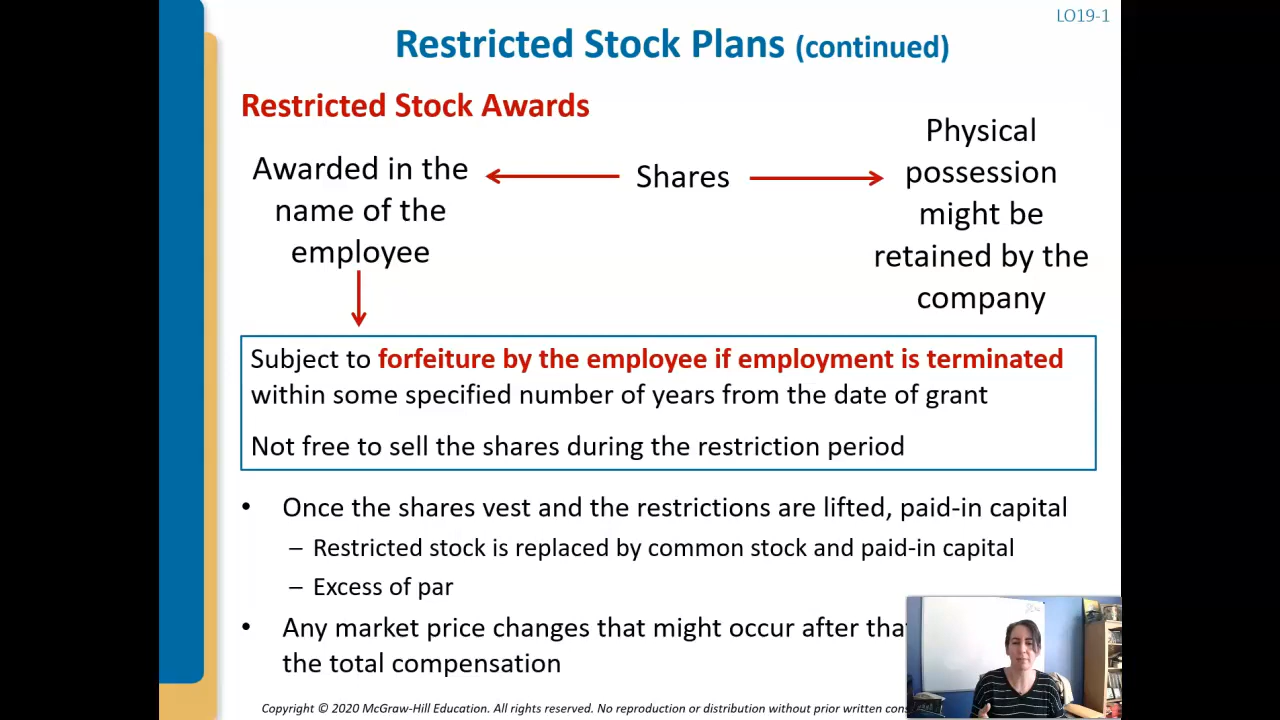 LO19-1
Restricted Stock Plans (continued)
Restricted Stock Awards
Awarded in the
name of the
employee
Shares
Physical
possession
might be
retained by the
company
Subject to forfeiture by the employee if employment is terminated
within some specified number of years from the date of grant
Not free to sell the shares during the restriction period
• Once the shares vest and the restrictions are lifted, paid-in capital
– Restricted stock is replaced by common stock and paid-in capital
– Excess of par
• Any market price changes that might occur after
the total compensation
Copyright © 2020 McGraw-Hill Education. All rights reserved. No reproduction or distribution without prior written